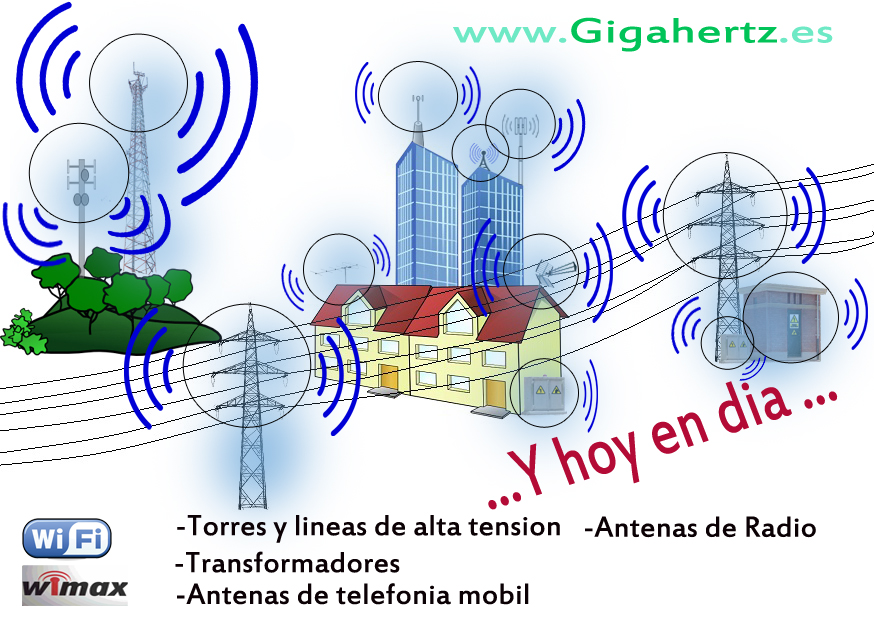 www.Gigahertz.es
...Y hoy en dia ...
WiFi
-Torres y lineas de alta tension
-Antenas de Radio
-Transformadores
wimax
-Antenas de telefonia mobil